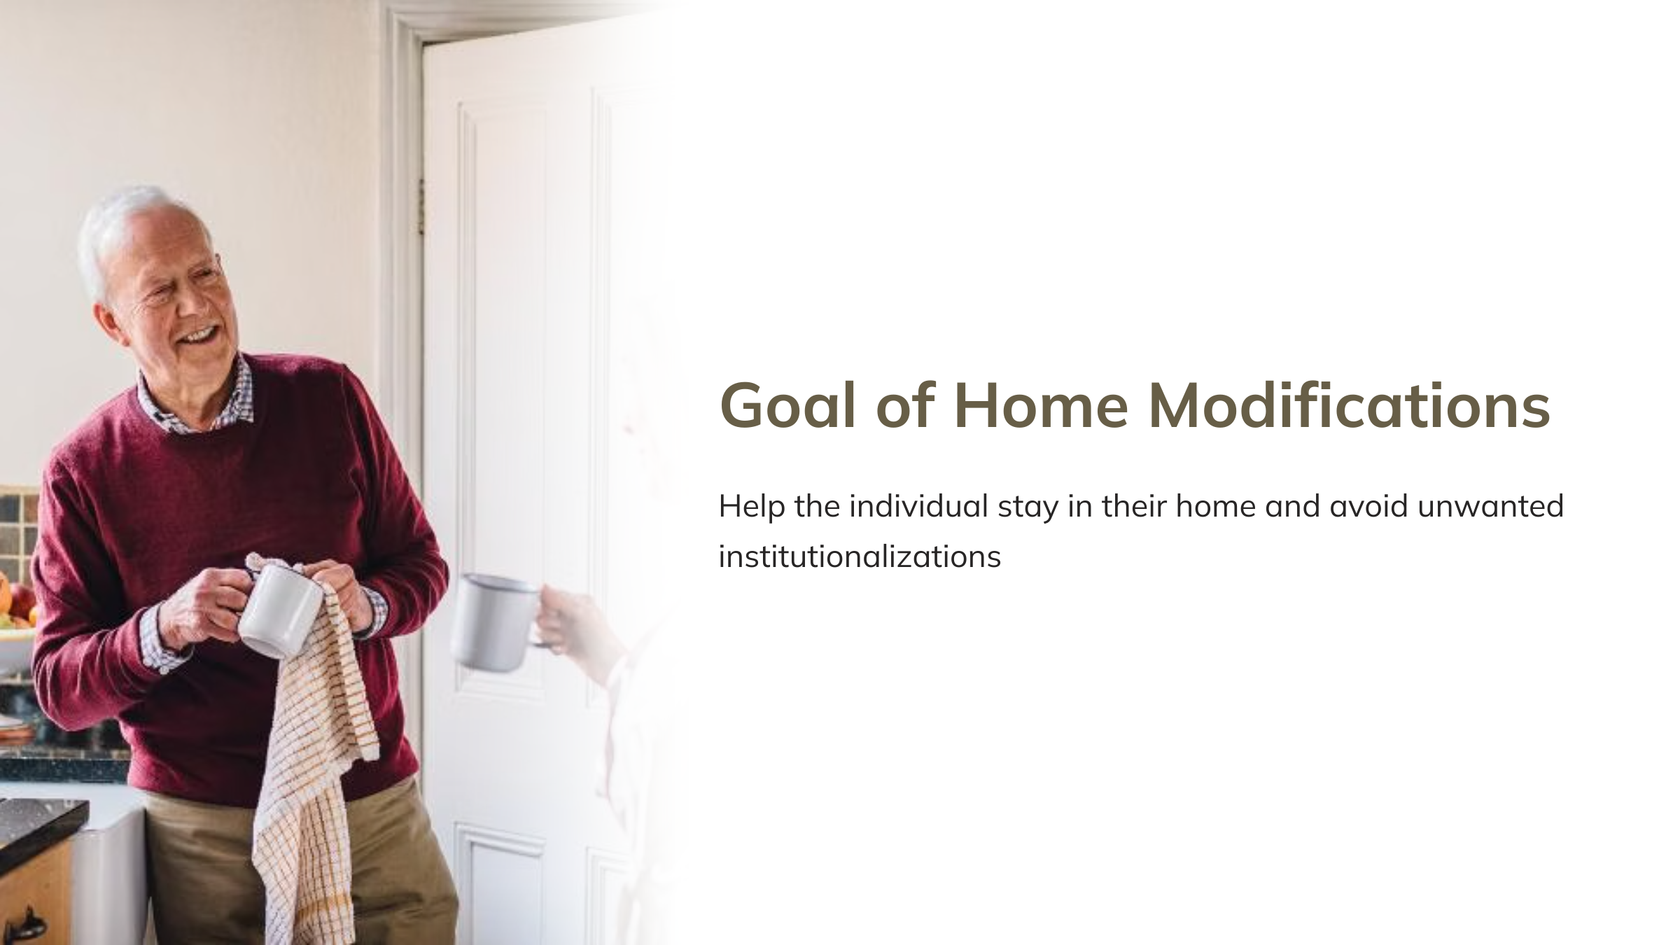 Goal of Home Modifications
Help the individual stay in their home and avoid unwanted
institutionalizations